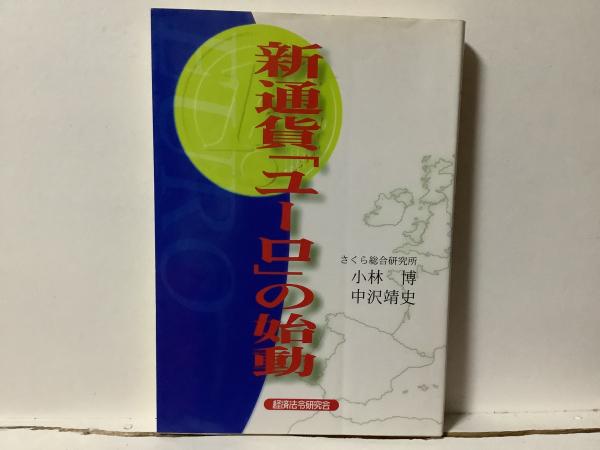 新通貨「ユーロ」の始動
さくら総合研究所
小林　博
中沢靖史
経済法令研究会
EURO